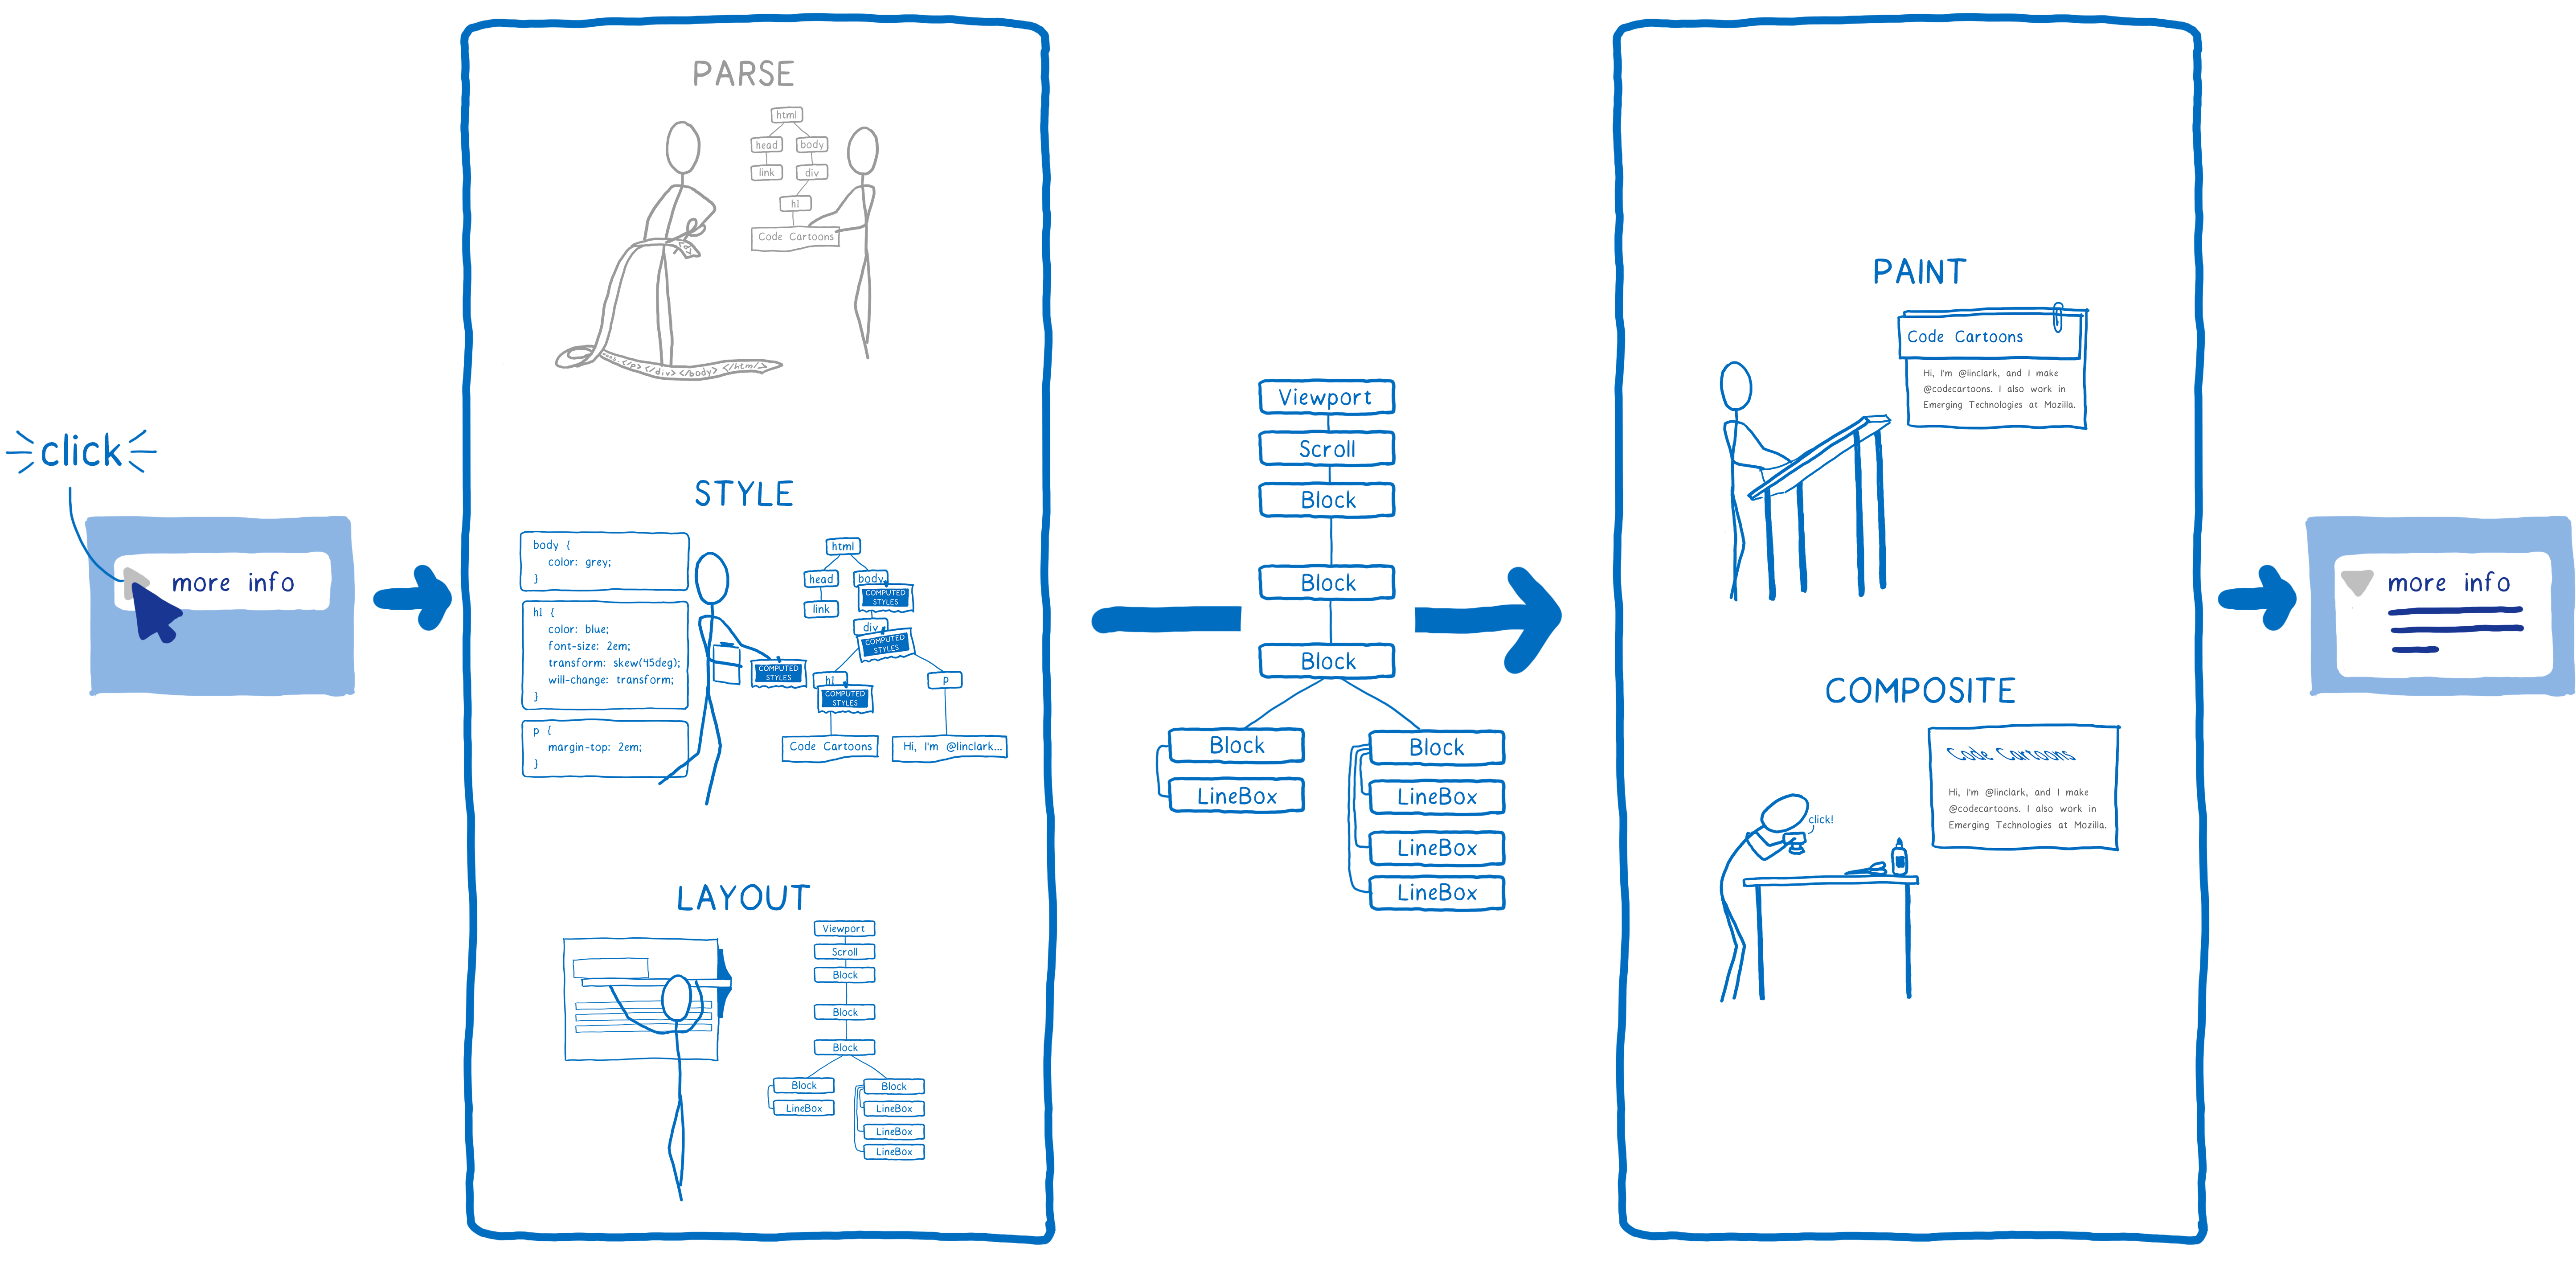 click
more info
PARSE
html
head
body
link
div
h1
Code Cartoons
</p></div></body></html>
STYLE
body {
color: grey;
}
h1 {
color: blue;
font-size: 2em;
transform: skew(45deg);
will-change: transform;
}
p {
margin-top: 2em;
}
html
head
body
COMPUTED
STYLES
link
div
COMPUTED
STYLES
COMPUTED
STYLES
h1
COMPUTED
STYLES
p
Code Cartoons
Hi, I'm @linclark...
LAYOUT
Viewport
Scroll
Block
Block
Block
Block
LineBox
Block
LineBox
LineBox
LineBox
Viewport
Scroll
Block
Block
Block
Block
LineBox
Block
LineBox
LineBox
LineBox
PAINT
Code Cartoons
Hi, I'm @linclark, and I make
@codecartoons. I also work in
Emerging Technologies at Mozilla.
COMPOSITE
click!
Code Cartoons
Hi, I'm @linclark, and I make
@codecartoons. I also work in
Emerging Technologies at Mozilla.
more info